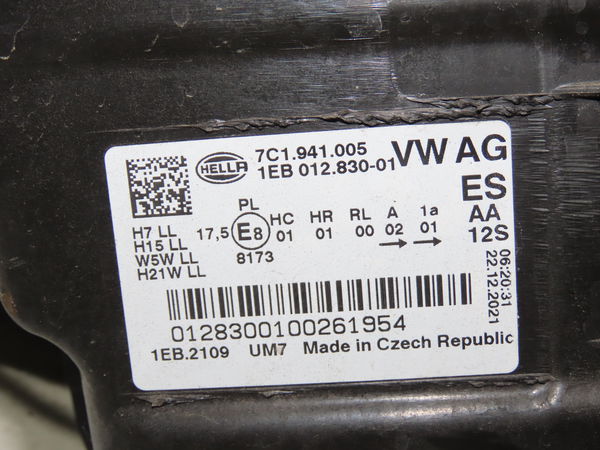 HELLA
7C1.941.005
1EB 012.830-01
VW AG
ES
AA
12S
H7 LL
H15 LL
W5W LL
H21W LL
17,5
PL
E8
8173
HC HR RL A 1a
01 01 00 02 01
06:20:31
22.12.2021
0128300100261954
1EB.2109 UM7 Made in Czech Republic